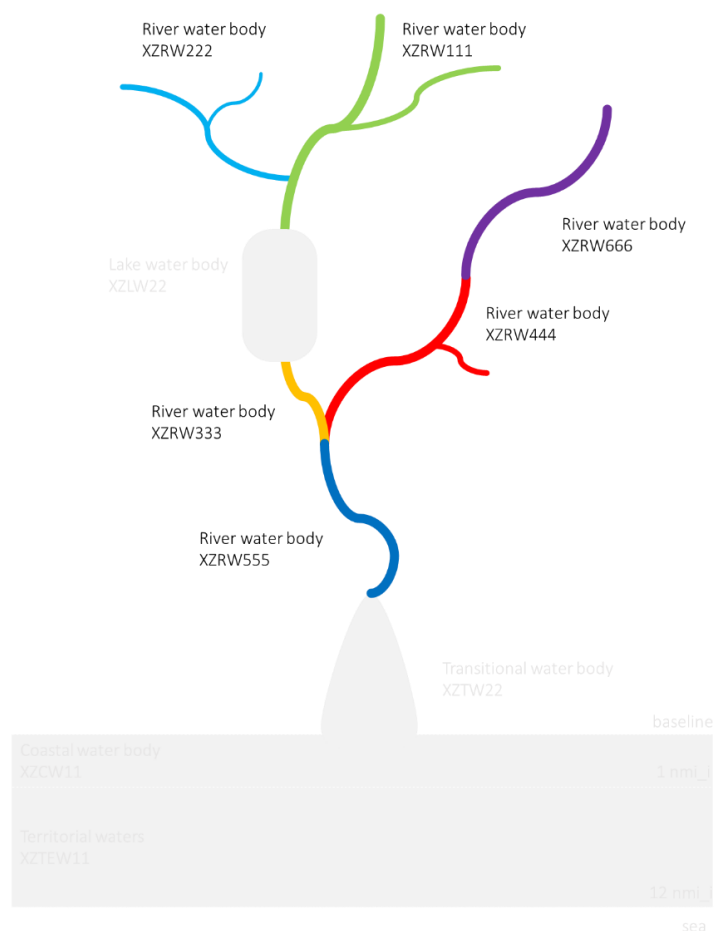 River water body
XZRW222
River water body
XZRW111
River water body
XZRW666
Lake water body
XZLW22
River water body
XZRW444
River water body
XZRW333
River water body
XZRW555
Transitional water body
XZTW22
baseline
Coastal water body
XZCW11
1 nmi_i
Territorial waters
XZTEW11
12 nmi_i
sea